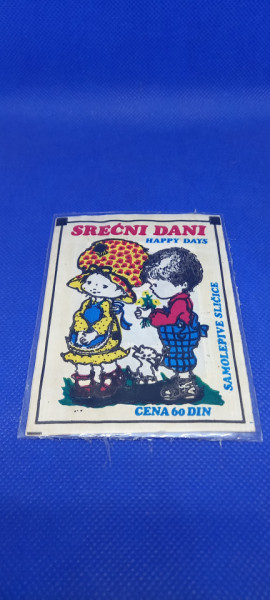 SREĆNI DANI
HAPPY DAYS
SAMOLEPIVE SLIČICE
CENA 60 DIN